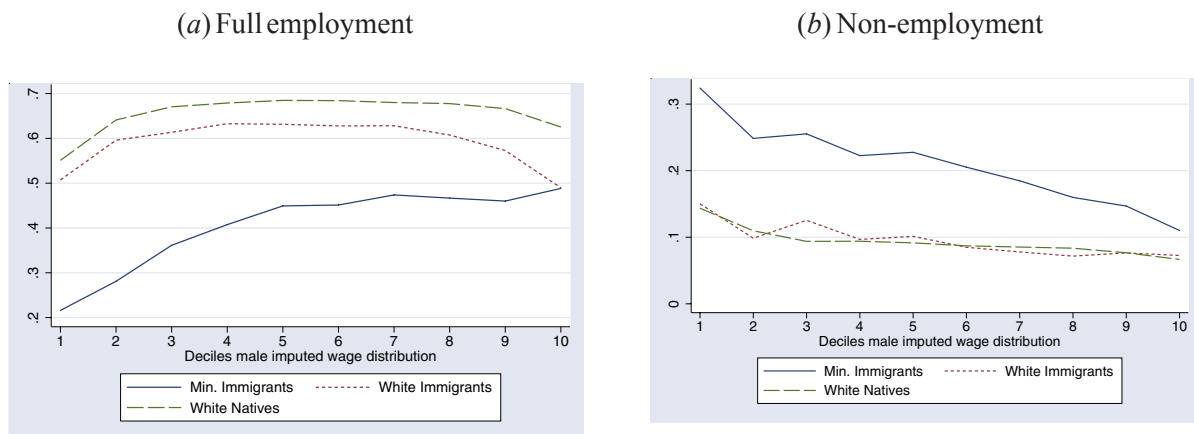 (a) Full employment
.7
.6
.5
.4
.3
.2
1 2 3 4 5 6 7 8 9 10
Deciles male imputed wage distribution
Min. Immigrants White Immigrants
White Natives
(b) Non-employment
.3
.2
.1
0
1 2 3 4 5 6 7 8 9 10
Deciles male imputed wage distribution
Min. Immigrants White Immigrants
White Natives